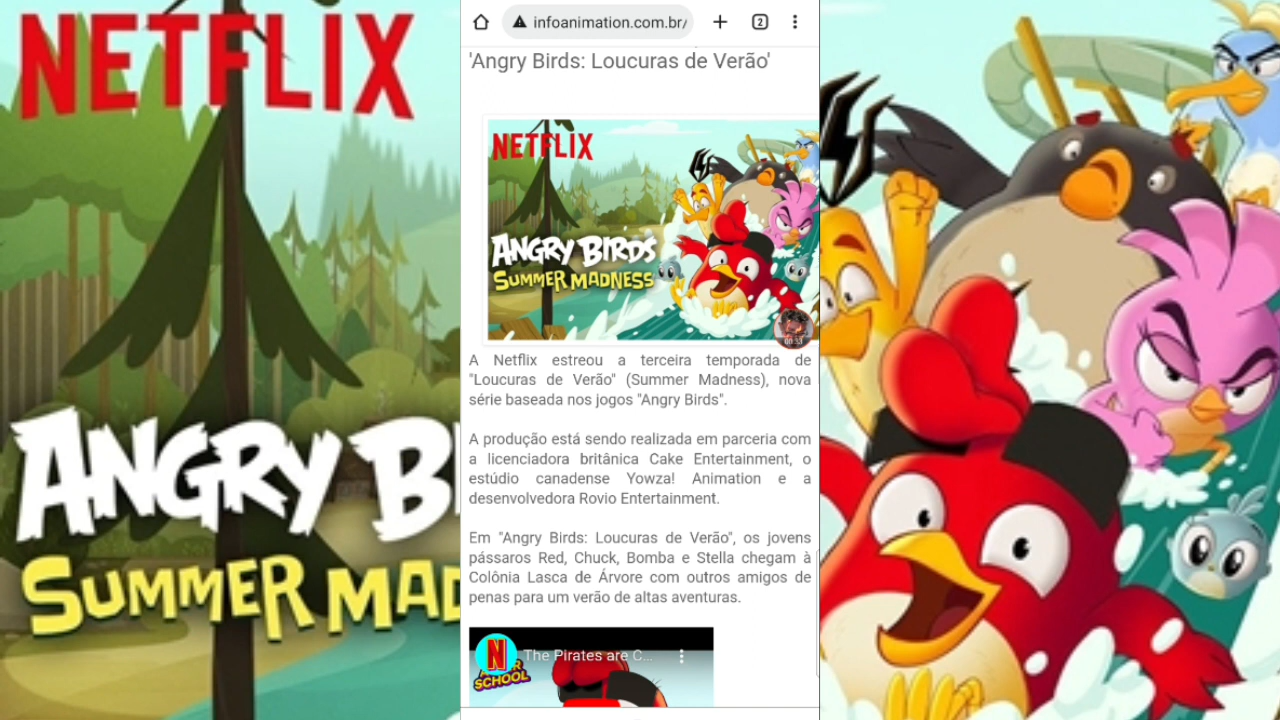 NETFLIX
ANGRY B
SUMMER MAD
infoanimation.com.br/
2
'Angry Birds: Loucuras de Verão'
NETFLIX
ANGRY BIRDS
SUMMER MADNESS
00:33
A Netflix estreou a terceira temporada de
"Loucuras de Verão" (Summer Madness), nova
série baseada nos jogos "Angry Birds".
A produção está sendo realizada em parceria com
a licenciadora britânica Cake Entertainment, o
estúdio canadense Yowza! Animation e a
desenvolvedora Rovio Entertainment.
Em "Angry Birds: Loucuras de Verão", os jovens
pássaros Red, Chuck, Bomba e Stella chegam à
Colônia Lasca de Árvore com outros amigos de
penas para um verão de altas aventuras.
N
The Pirates are C...
SCHOOL